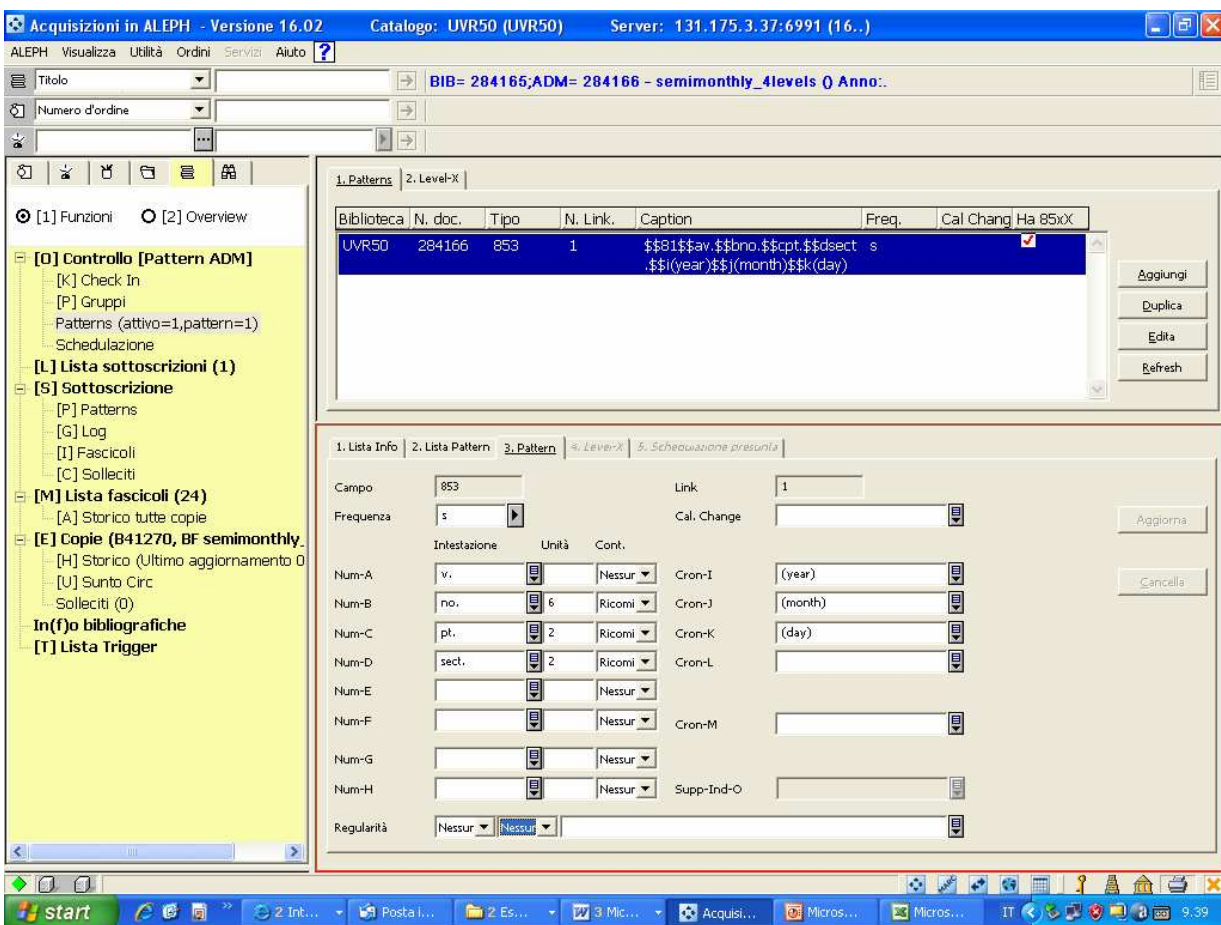 Acquisizioni in ALEPH - Versione 16.02 Catalogo: UVR50 (UVR50) Server: 131.175.3.37:6991 (16..)
ALEPH Visualizza Utilità Ordini Servizi Aiuto ?
Titolo
BIB= 284165;ADM= 284166 - semimonthly_4levels () Anno:.
Numero d'ordine
[1] Funzioni [2] Overview
[O] Controllo [Pattern ADM]
[K] Check In
[P] Gruppi
Patterns (attivo=1,pattern=1)
Schedulazione
[L] Lista sottoscrizioni (1)
[S] Sottoscrizione
[P] Patterns
[G] Log
[I] Fascicoli
[C] Solleciti
[M] Lista fascicoli (24)
[A] Storico tutte copie
[E] Copie (B41270, BF semimonthly_
[H] Storico (Ultimo aggiornamento 0
[U] Sunto Circ
Solleciti (0)
In(f)o bibliografiche
[T] Lista Trigger
1. Patterns 2. Level-X
Biblioteca N. doc. Tipo N. Link. Caption Freq. Cal Chang Ha 85xX
UVR50 284166 853 1 $$81$$av.$$bno.$$cpt.$$dsect s
.$$i(year)$$j(month)$$k(day)
Aggiungi
Duplica
Edita
Refresh
1. Lista Info 2. Lista Pattern 3. Pattern 4. Level-X 5. Schedulazione presunta
Campo 853 Link 1
Frequenza s Cal. Change
Aggiorna
Intestazione Unità Cont.
Num-A v. Nessur Cron-I (year)
Cancella
Num-B no. 6 Ricomi Cron-J (month)
Num-C pt. 2 Ricomi Cron-K (day)
Num-D sect. 2 Ricomi Cron-L
Num-E Nessur
Num-F Nessur Cron-M
Num-G Nessur
Num-H Nessur Supp-Ind-O
Regularità Nessur Nessur
start 2 Int... Posta i... 2 Es... 3 Mic... Acquisi... Micros... Micros... IT 9.39